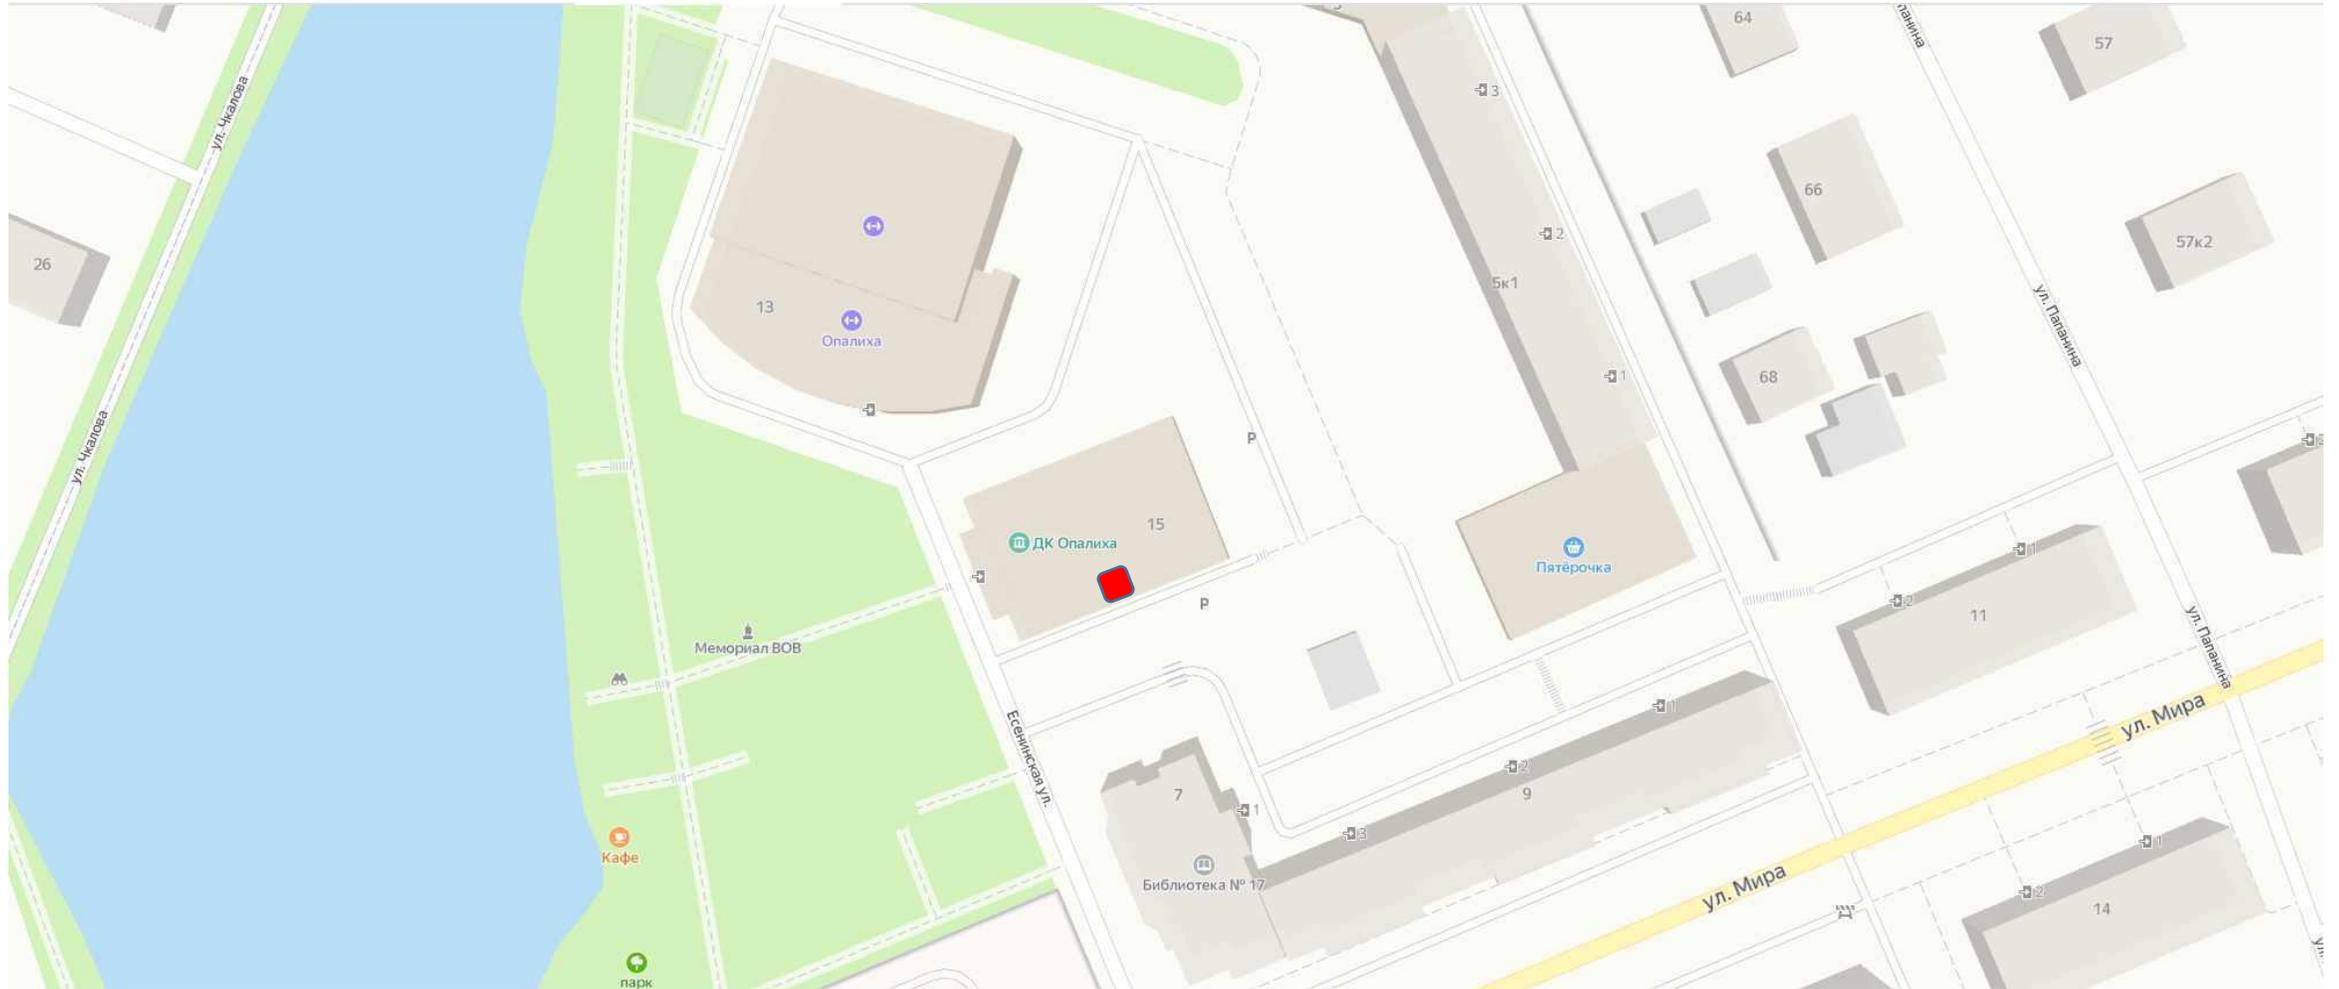 64
57
ул. Чкалова
3
66
2
57к2
26
5к1
13
Опалиха
ул. Папанина
1
68
P
ул. Чкалова
15
ДК Опалиха
Пятёрочка
1
P
2
11
Мемориал ВОВ
ул. Папанина
ул. Мира
Есенинская ул.
1
2
7
9
1
3
Кафе
1
Библиотека № 17
ул. Мира
2
14
парк